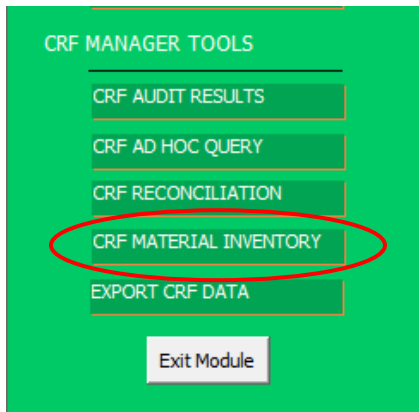 CRF MANAGER TOOLS
CRF AUDIT RESULTS
CRF AD HOC QUERY
CRF RECONCILIATION
CRF MATERIAL INVENTORY
EXPORT CRF DATA
Exit Module